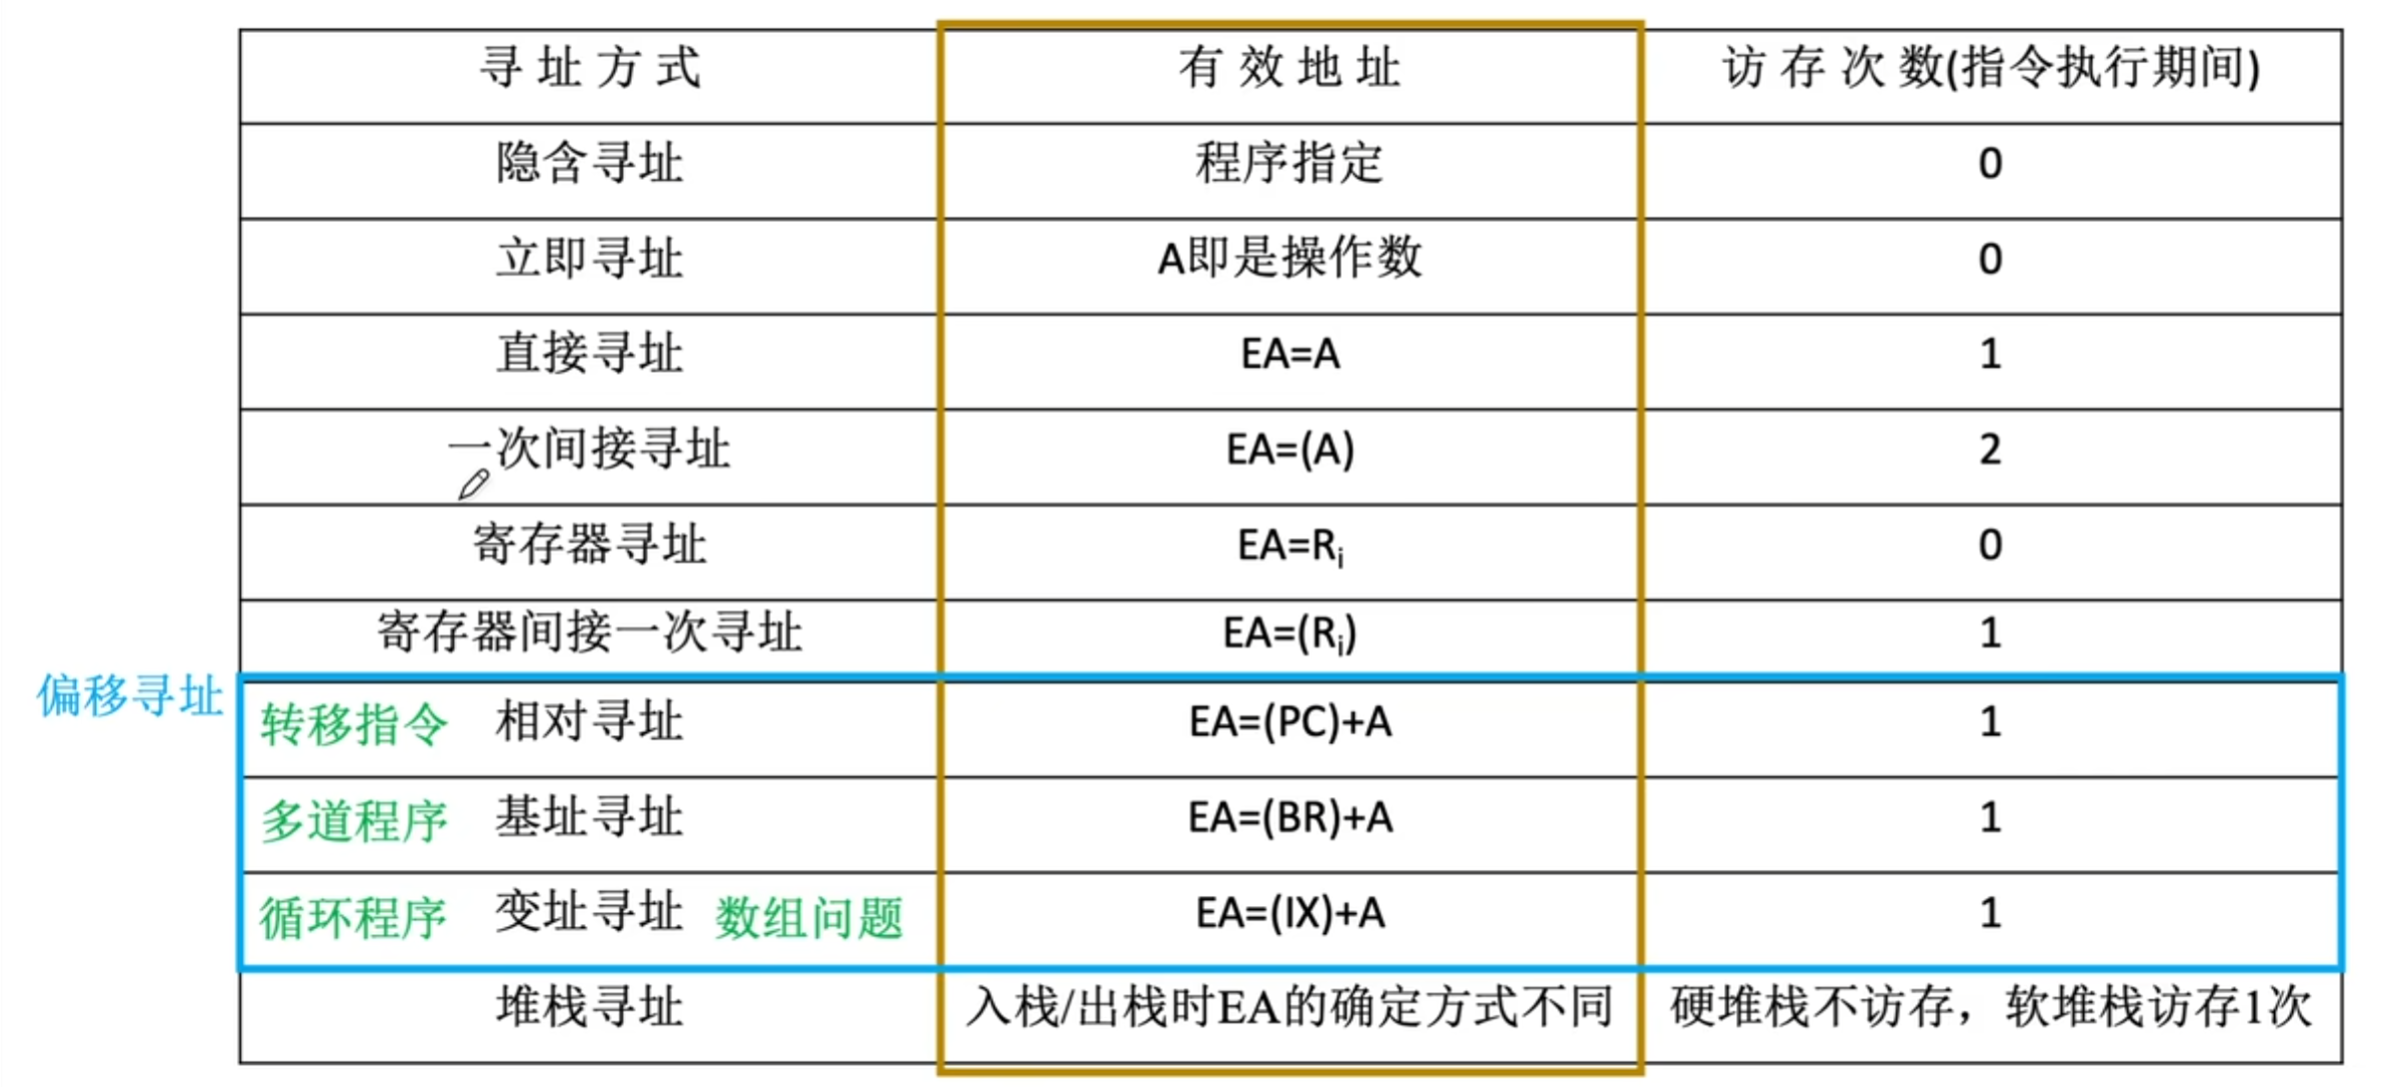 寻址方式 有效地址 访存次数(指令执行期间)
隐含寻址 程序指定 0
立即寻址 A即是操作数 0
直接寻址 EA=A 1
一次间接寻址 EA=(A) 2
寄存器寻址 EA=Ri 0
寄存器间接一次寻址 EA=(Ri) 1
偏移寻址
转移指令 相对寻址 EA=(PC)+A 1
多道程序 基址寻址 EA=(BR)+A 1
循环程序 变址寻址 数组问题 EA=(IX)+A 1
堆栈寻址 入栈/出栈时EA的确定方式不同 硬堆栈不访存，软堆栈访存1次